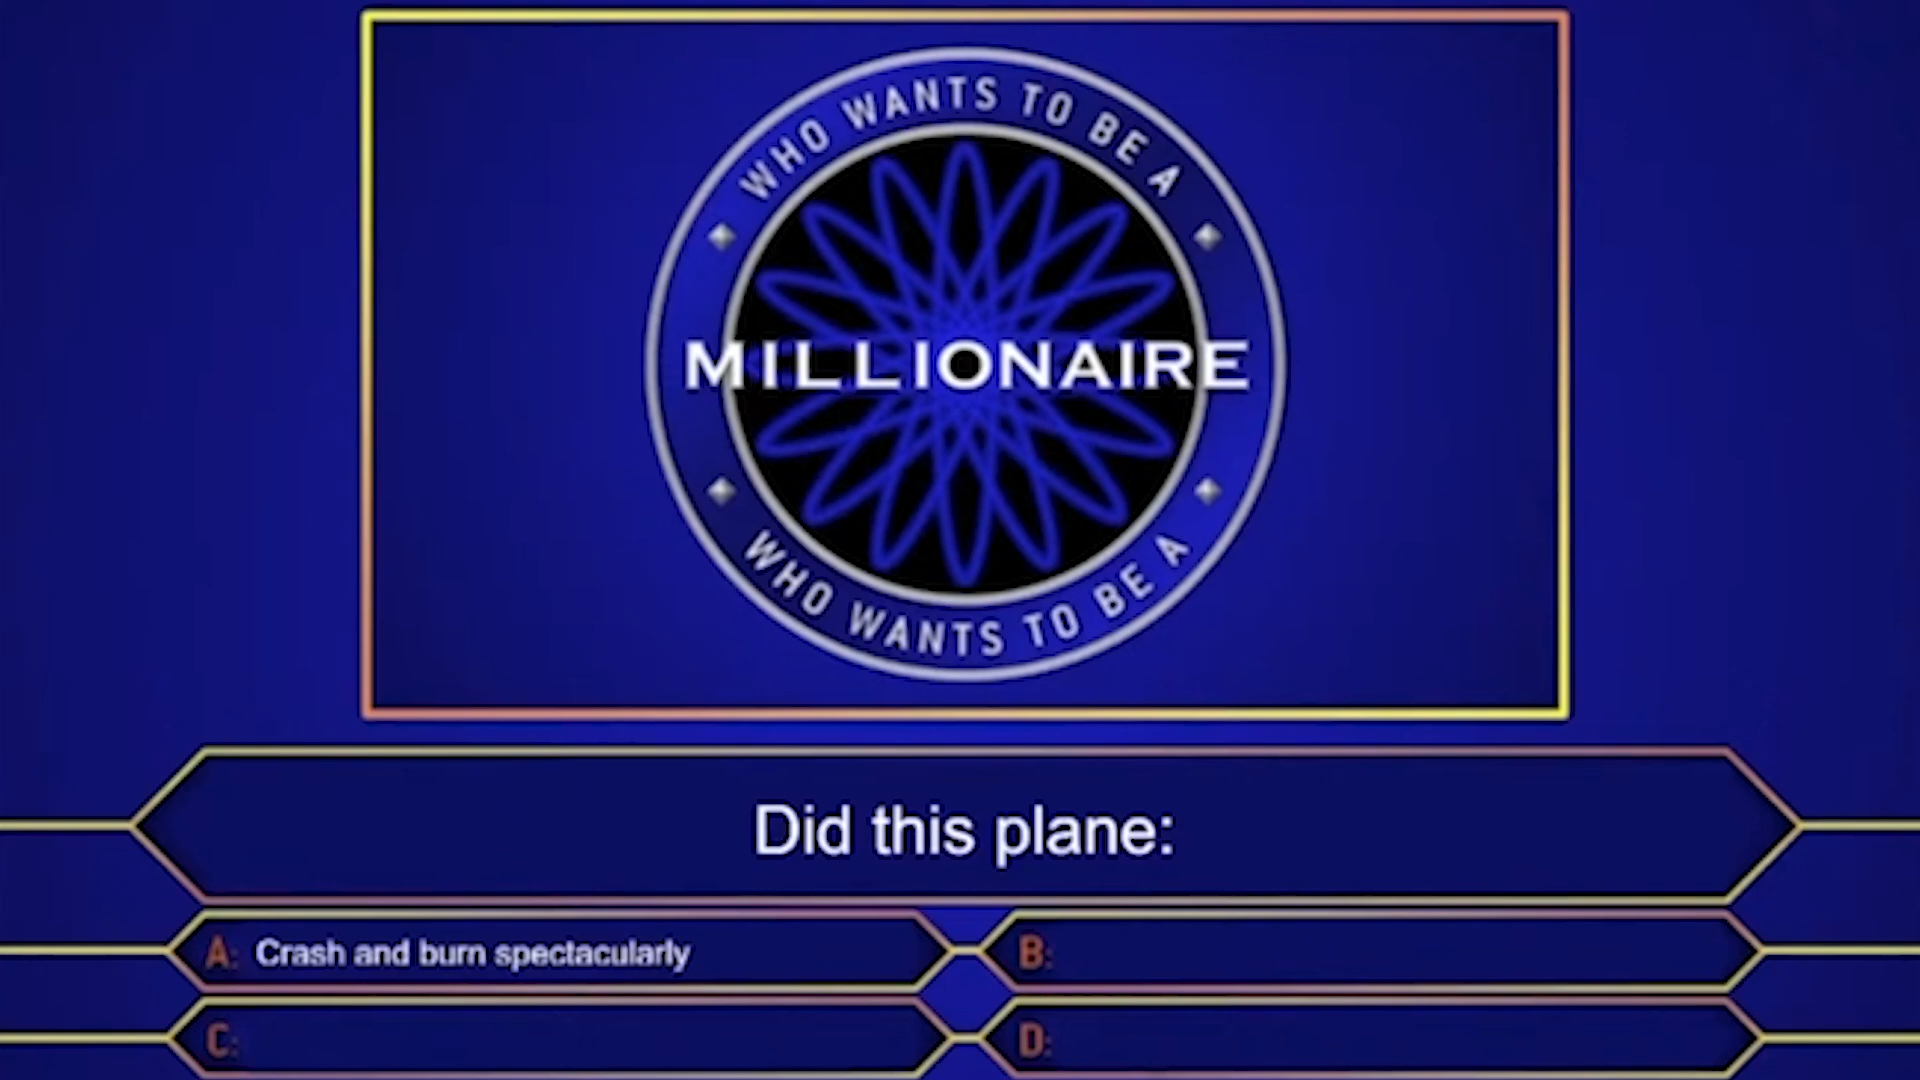 WHO WANTS TO BE A
MILLIONAIRE
WHO WANTS TO BE A
Did this plane:
A: Crash and burn spectacularly
B:
C:
D: